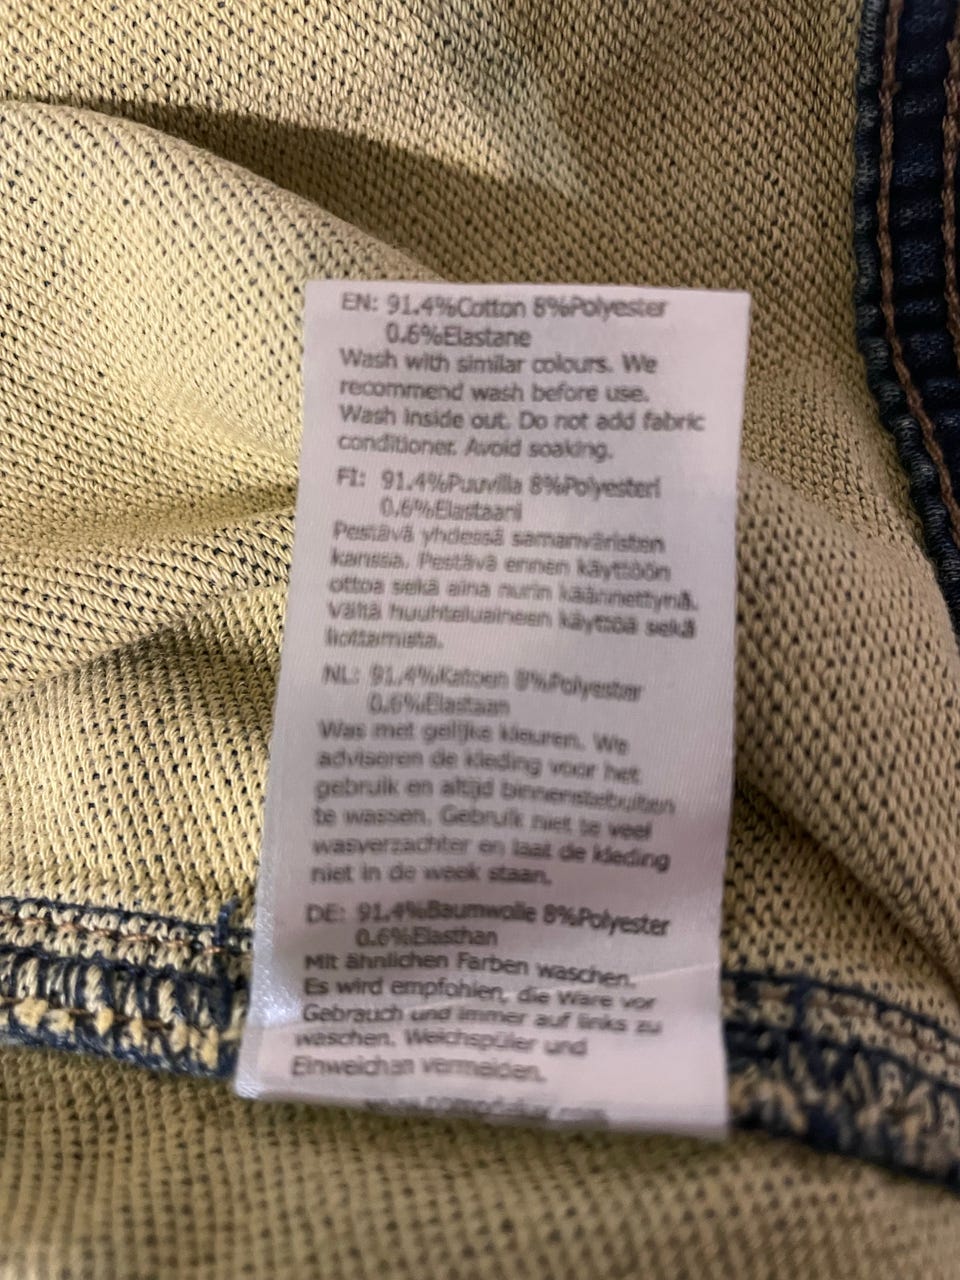 EN: 91.4%Cotton 8%Polyester
0.6%Elastane
Wash with similar colours. We
recommend wash before use.
Wash inside out. Do not add fabric
conditioner. Avoid soaking.
FI: 91.4%Puuvilla 8%Polyesteri
0.6%Elastaani
Pestävä yhdessä samanväristen
kanssa. Pestävä ennen käyttöön
ottoa sekä aina nurin käännettynä.
Vältä huuhteluaineen käyttöä sekä
liottamista.
NL: 91.4%Katoen 8%Polyester
0.6%Elastaan
Was met gelijke kleuren. We
adviseren de kleding voor het
gebruik en altijd binnenstebuiten
te wassen. Gebruik niet te veel
wasverzachter en laat de kleding
niet in de week staan.
DE: 91.4%Baumwolle 8%Polyester
0.6%Elasthan
Mit ähnlichen Farben waschen.
Es wird empfohlen, die Ware vor
Gebrauch und immer auf links zu
waschen. Weichspüler und
Einweichan vermeiden.